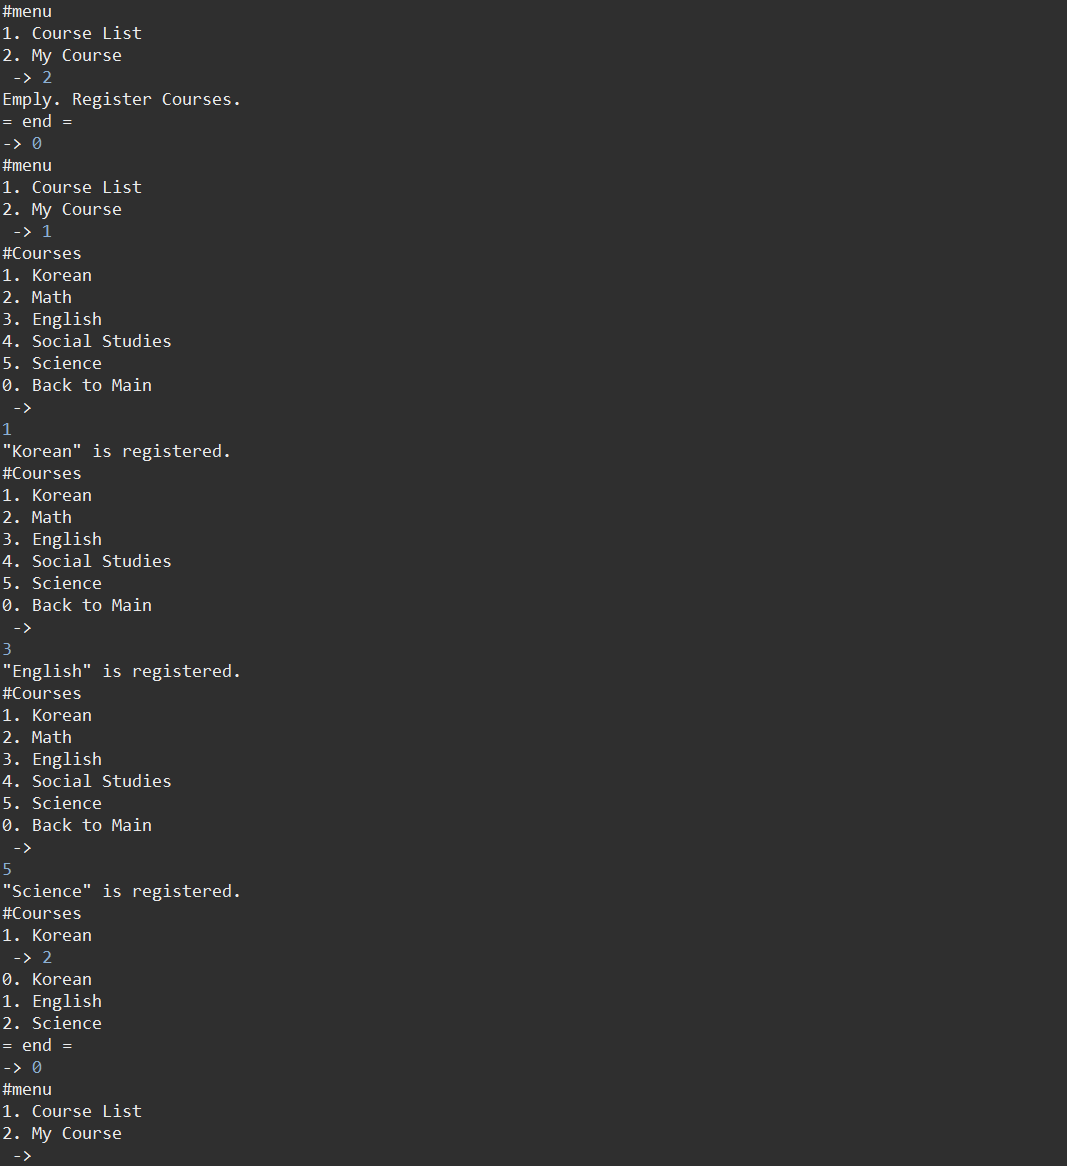 #menu
1. Course List
2. My Course
 -> 2
Emply. Register Courses.
= end =
-> 0
#menu
1. Course List
2. My Course
 -> 1
#Courses
1. Korean
2. Math
3. English
4. Social Studies
5. Science
0. Back to Main
 ->
1
"Korean" is registered.
#Courses
1. Korean
2. Math
3. English
4. Social Studies
5. Science
0. Back to Main
 ->
3
"English" is registered.
#Courses
1. Korean
2. Math
3. English
4. Social Studies
5. Science
0. Back to Main
 ->
5
"Science" is registered.
#Courses
1. Korean
 -> 2
0. Korean
1. English
2. Science
= end =
-> 0
#menu
1. Course List
2. My Course
 ->